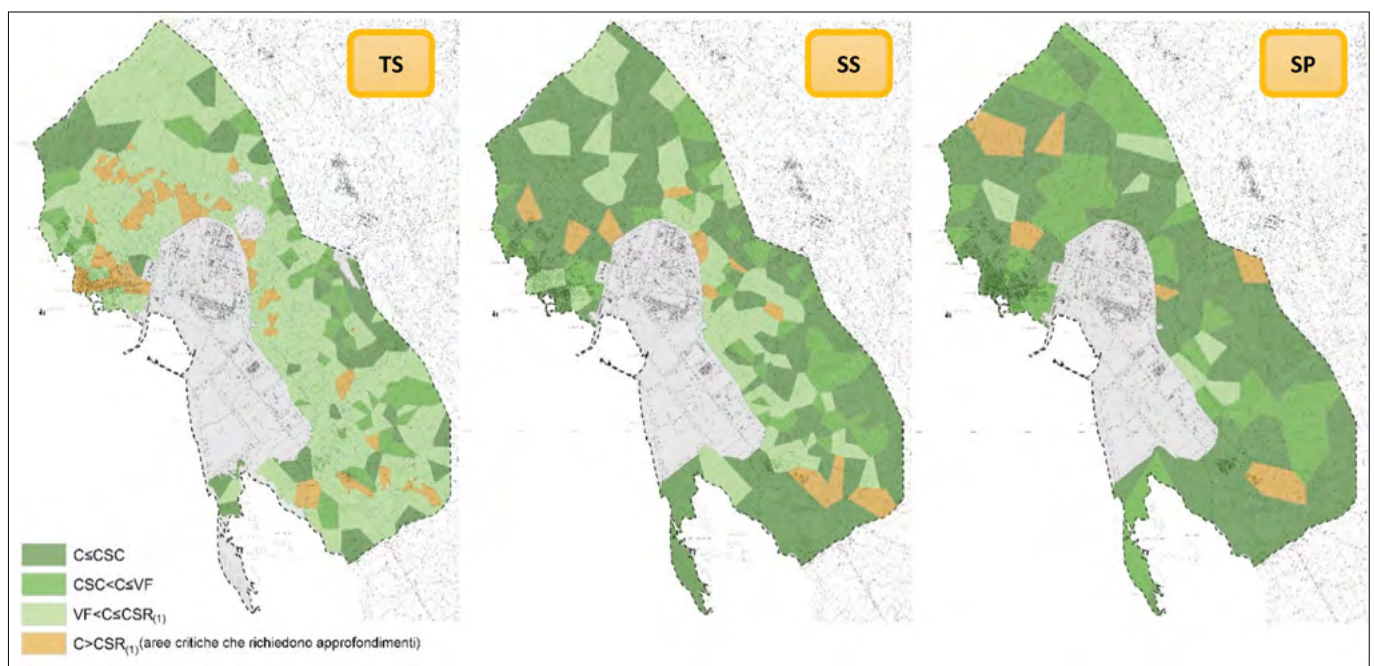 TS
SS
SP
C≤CSC
CSC<C≤VF
VF<C≤CSR(1)
C>CSR(1) (aree critiche che richiedono approfondimenti)